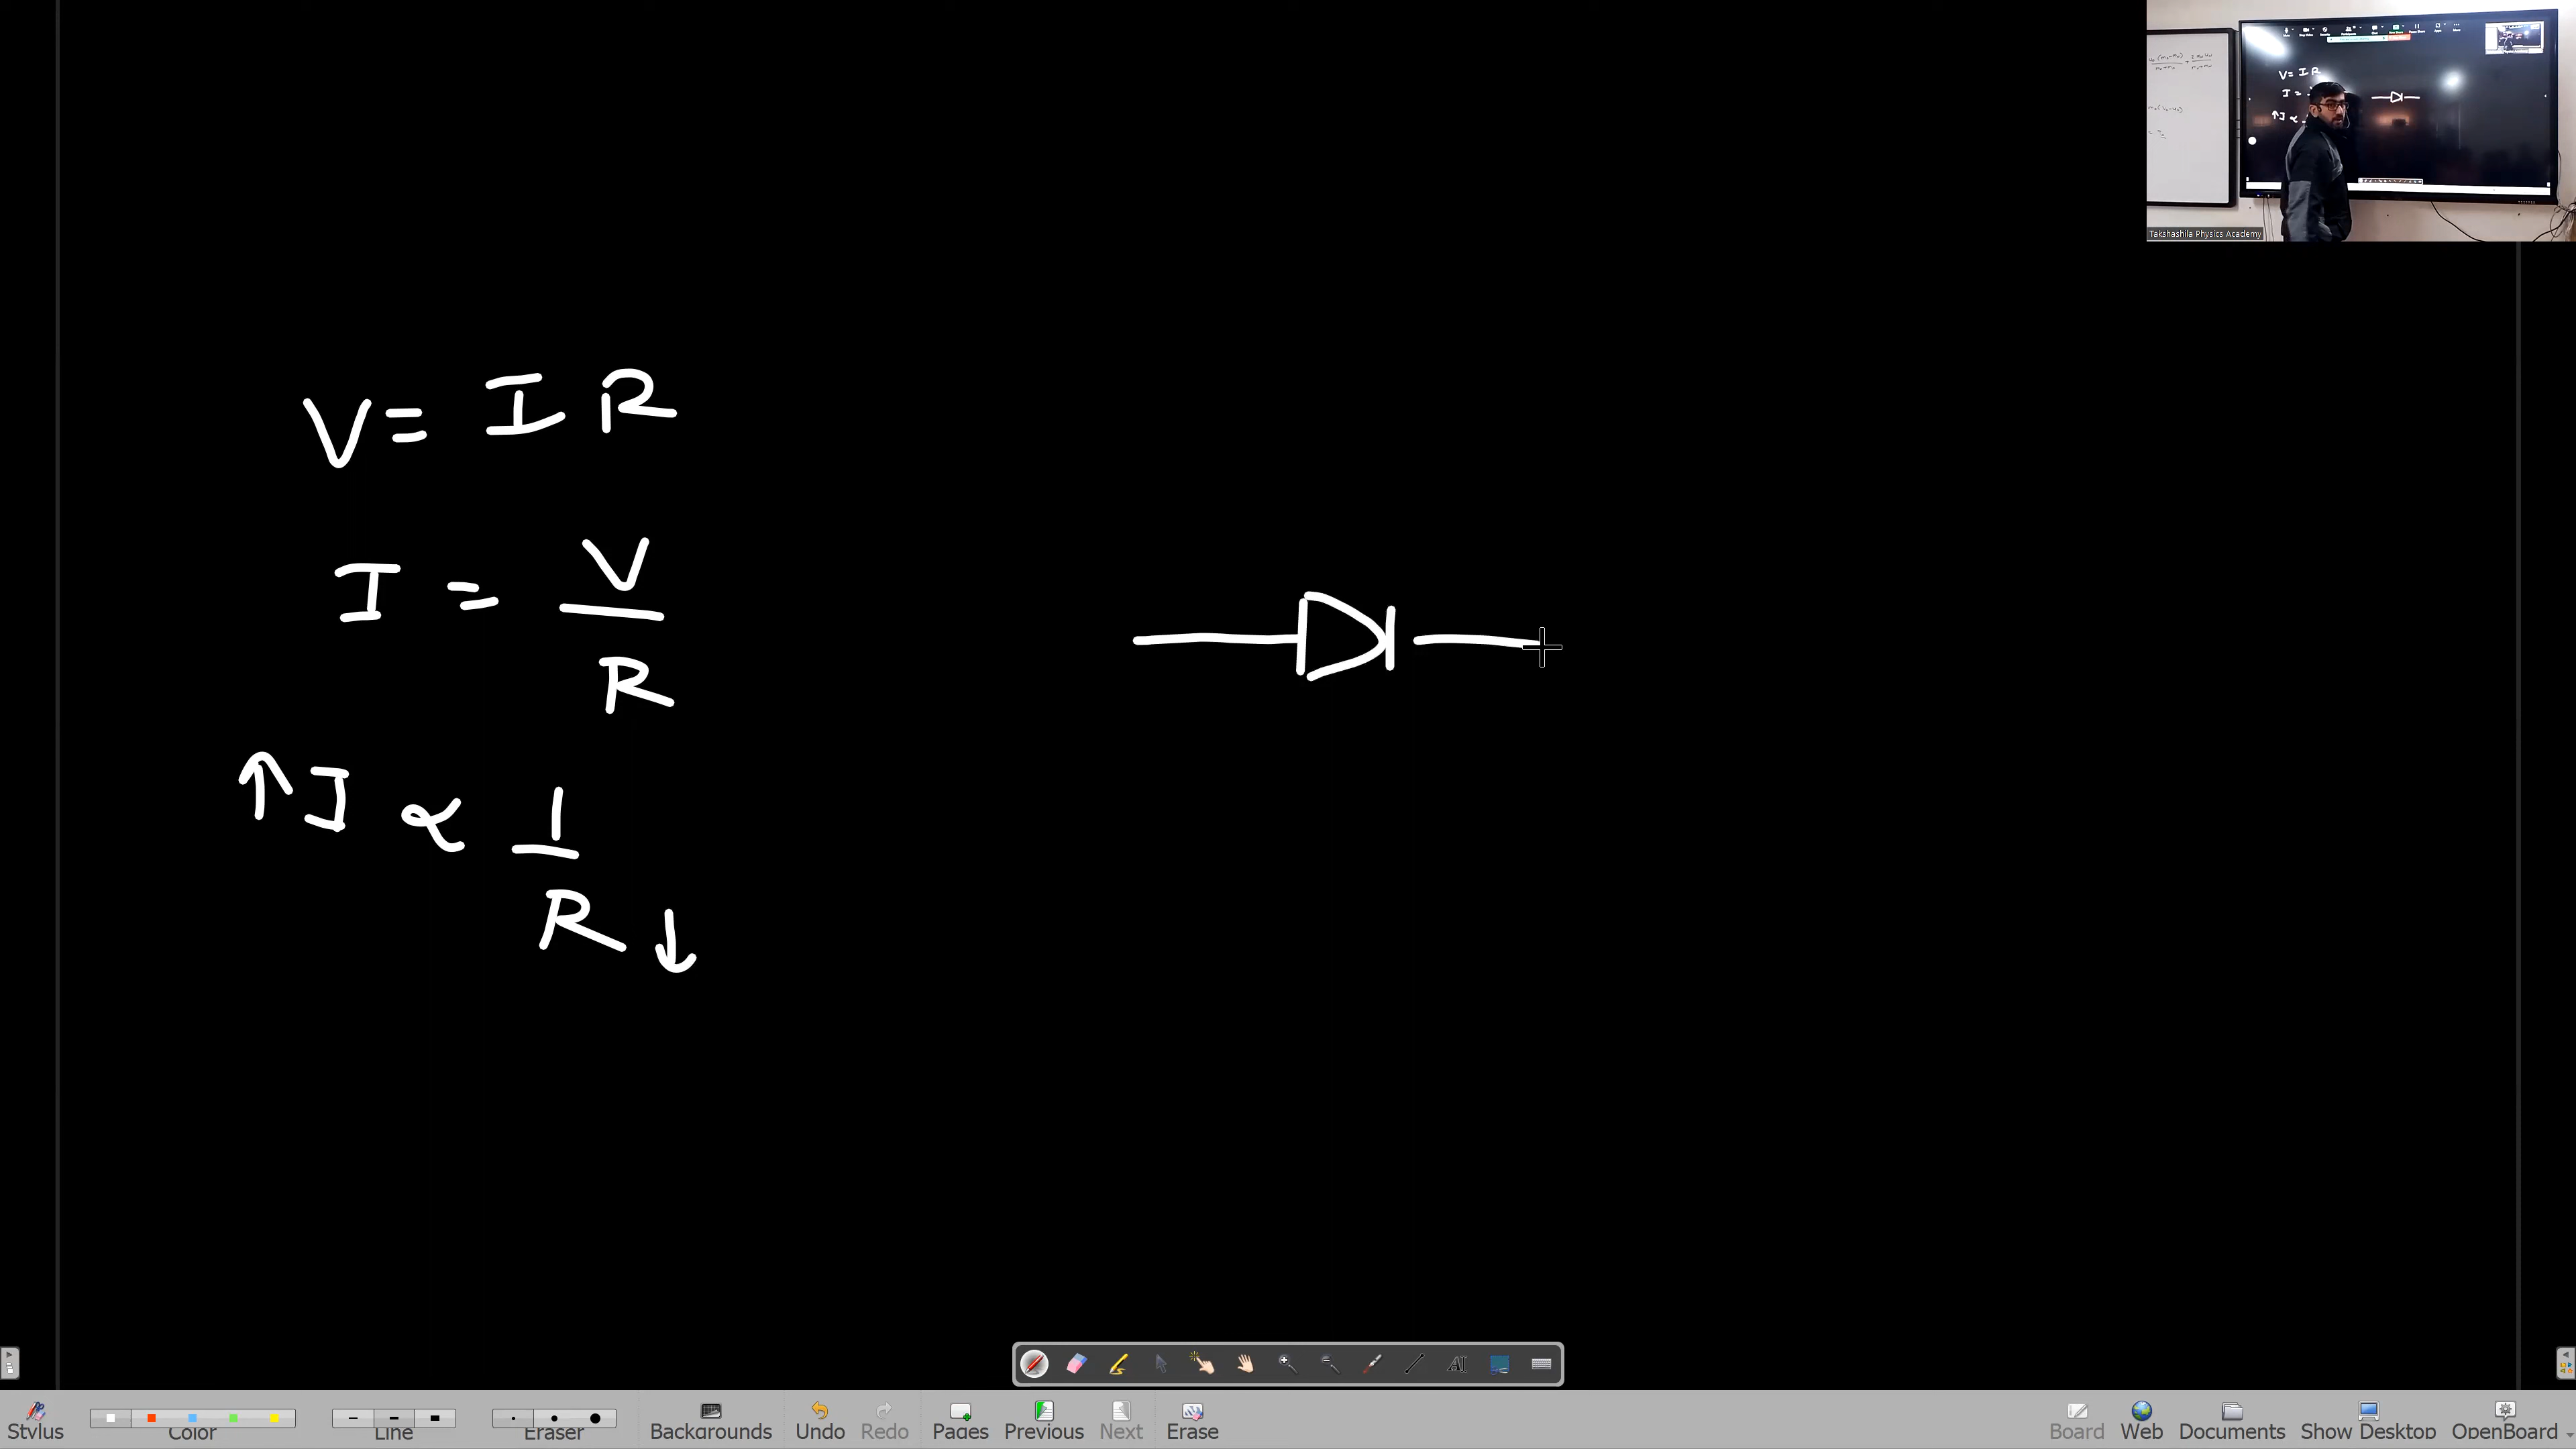 V = I R
I = V
R
↑ I ∝ 1
R ↓
V = I R
I =
↑ I ∝
Takshashila Physics Academy
Stylus
Color
Line
Eraser
Backgrounds
Undo
Redo
Pages
Previous
Next
Erase
Board
Web
Documents
Show Desktop
OpenBoard